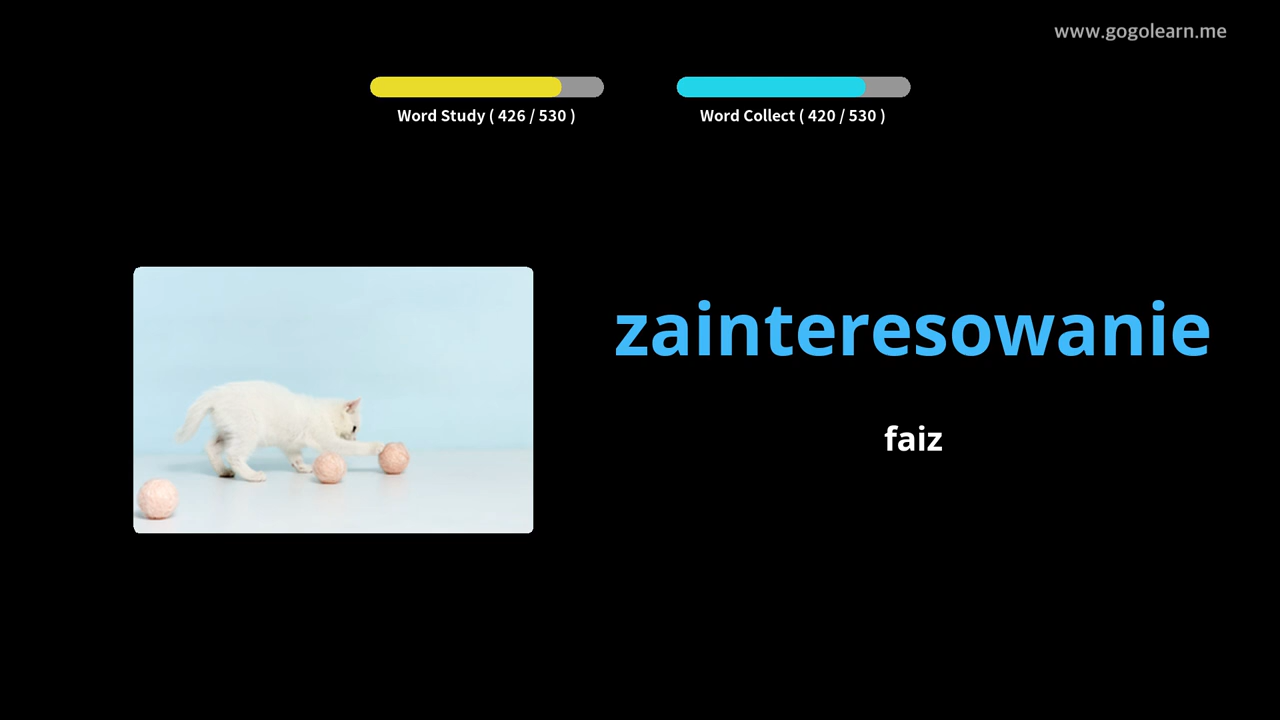 www.gogolearn.me
Word Study ( 426 / 530 )
Word Collect ( 420 / 530 )
zainteresowanie
faiz